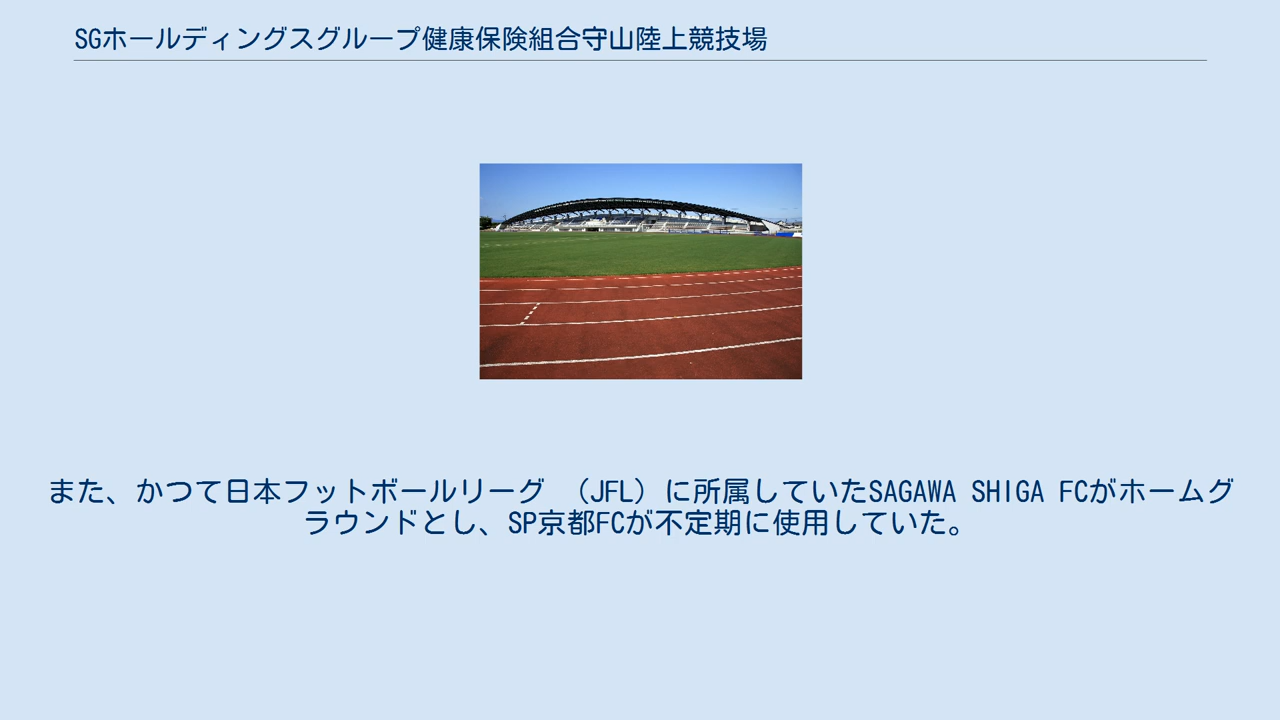 SGホールディングスグループ健康保険組合守山陸上競技場
また、かつて日本フットボールリーグ （JFL）に所属していたSAGAWA SHIGA FCがホームグ
ラウンドとし、SP京都FCが不定期に使用していた。